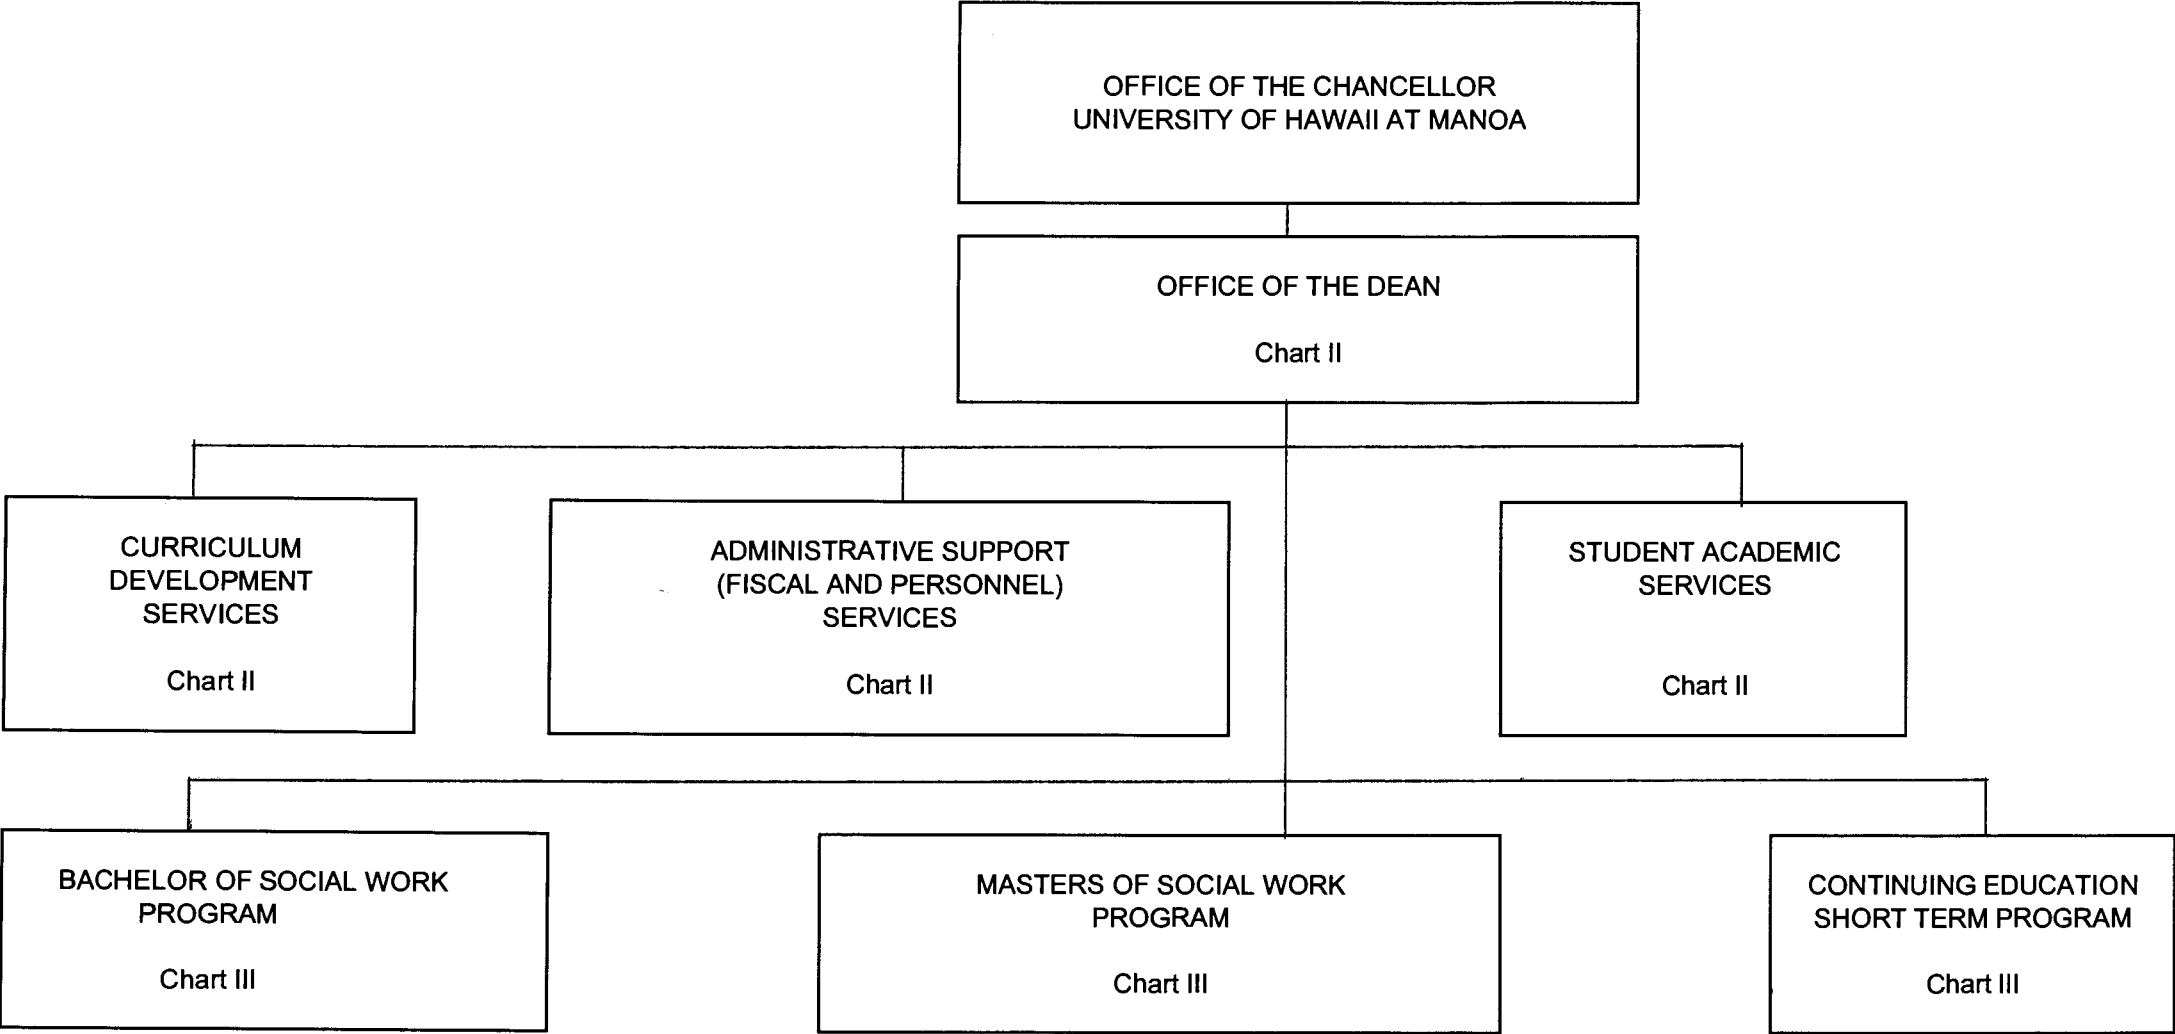 OFFICE OF THE CHANCELLOR
UNIVERSITY OF HAWAII AT MANOA
OFFICE OF THE DEAN
Chart II
CURRICULUM
DEVELOPMENT
SERVICES
Chart II
ADMINISTRATIVE SUPPORT
(FISCAL AND PERSONNEL)
SERVICES
Chart II
STUDENT ACADEMIC
SERVICES
Chart II
BACHELOR OF SOCIAL WORK
PROGRAM
Chart III
MASTERS OF SOCIAL WORK
PROGRAM
Chart III
CONTINUING EDUCATION
SHORT TERM PROGRAM
Chart III